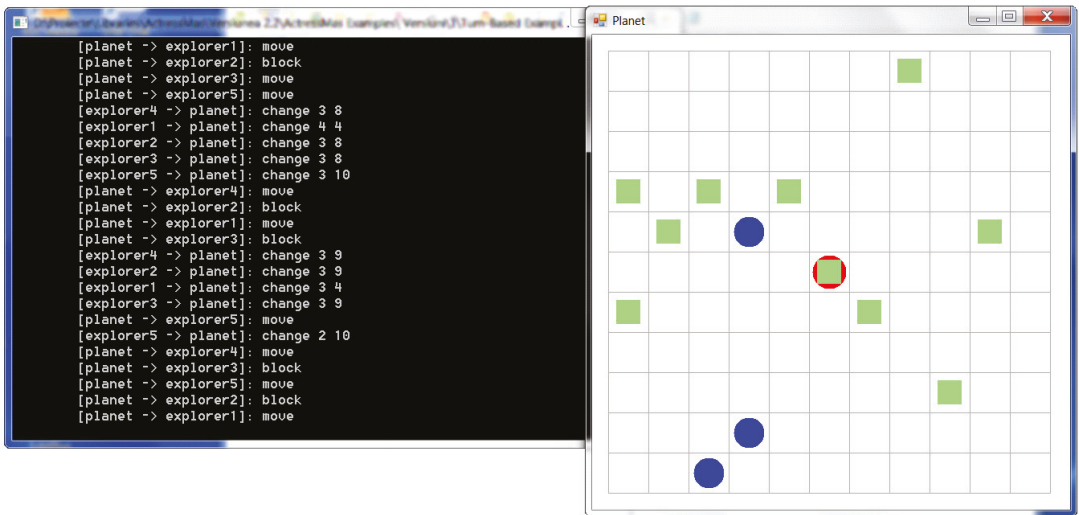 Planet
[planet -> explorer1]: move
[planet -> explorer2]: block
[planet -> explorer3]: move
[planet -> explorer5]: move
[explorer4 -> planet]: change 3 8
[explorer1 -> planet]: change 4 4
[explorer2 -> planet]: change 3 8
[explorer3 -> planet]: change 3 8
[explorer5 -> planet]: change 3 10
[planet -> explorer4]: move
[planet -> explorer2]: block
[planet -> explorer1]: move
[planet -> explorer3]: block
[explorer4 -> planet]: change 3 9
[explorer2 -> planet]: change 3 9
[explorer1 -> planet]: change 3 4
[explorer3 -> planet]: change 3 9
[planet -> explorer5]: move
[explorer5 -> planet]: change 2 10
[planet -> explorer4]: move
[planet -> explorer3]: block
[planet -> explorer5]: move
[planet -> explorer2]: block
[planet -> explorer1]: move